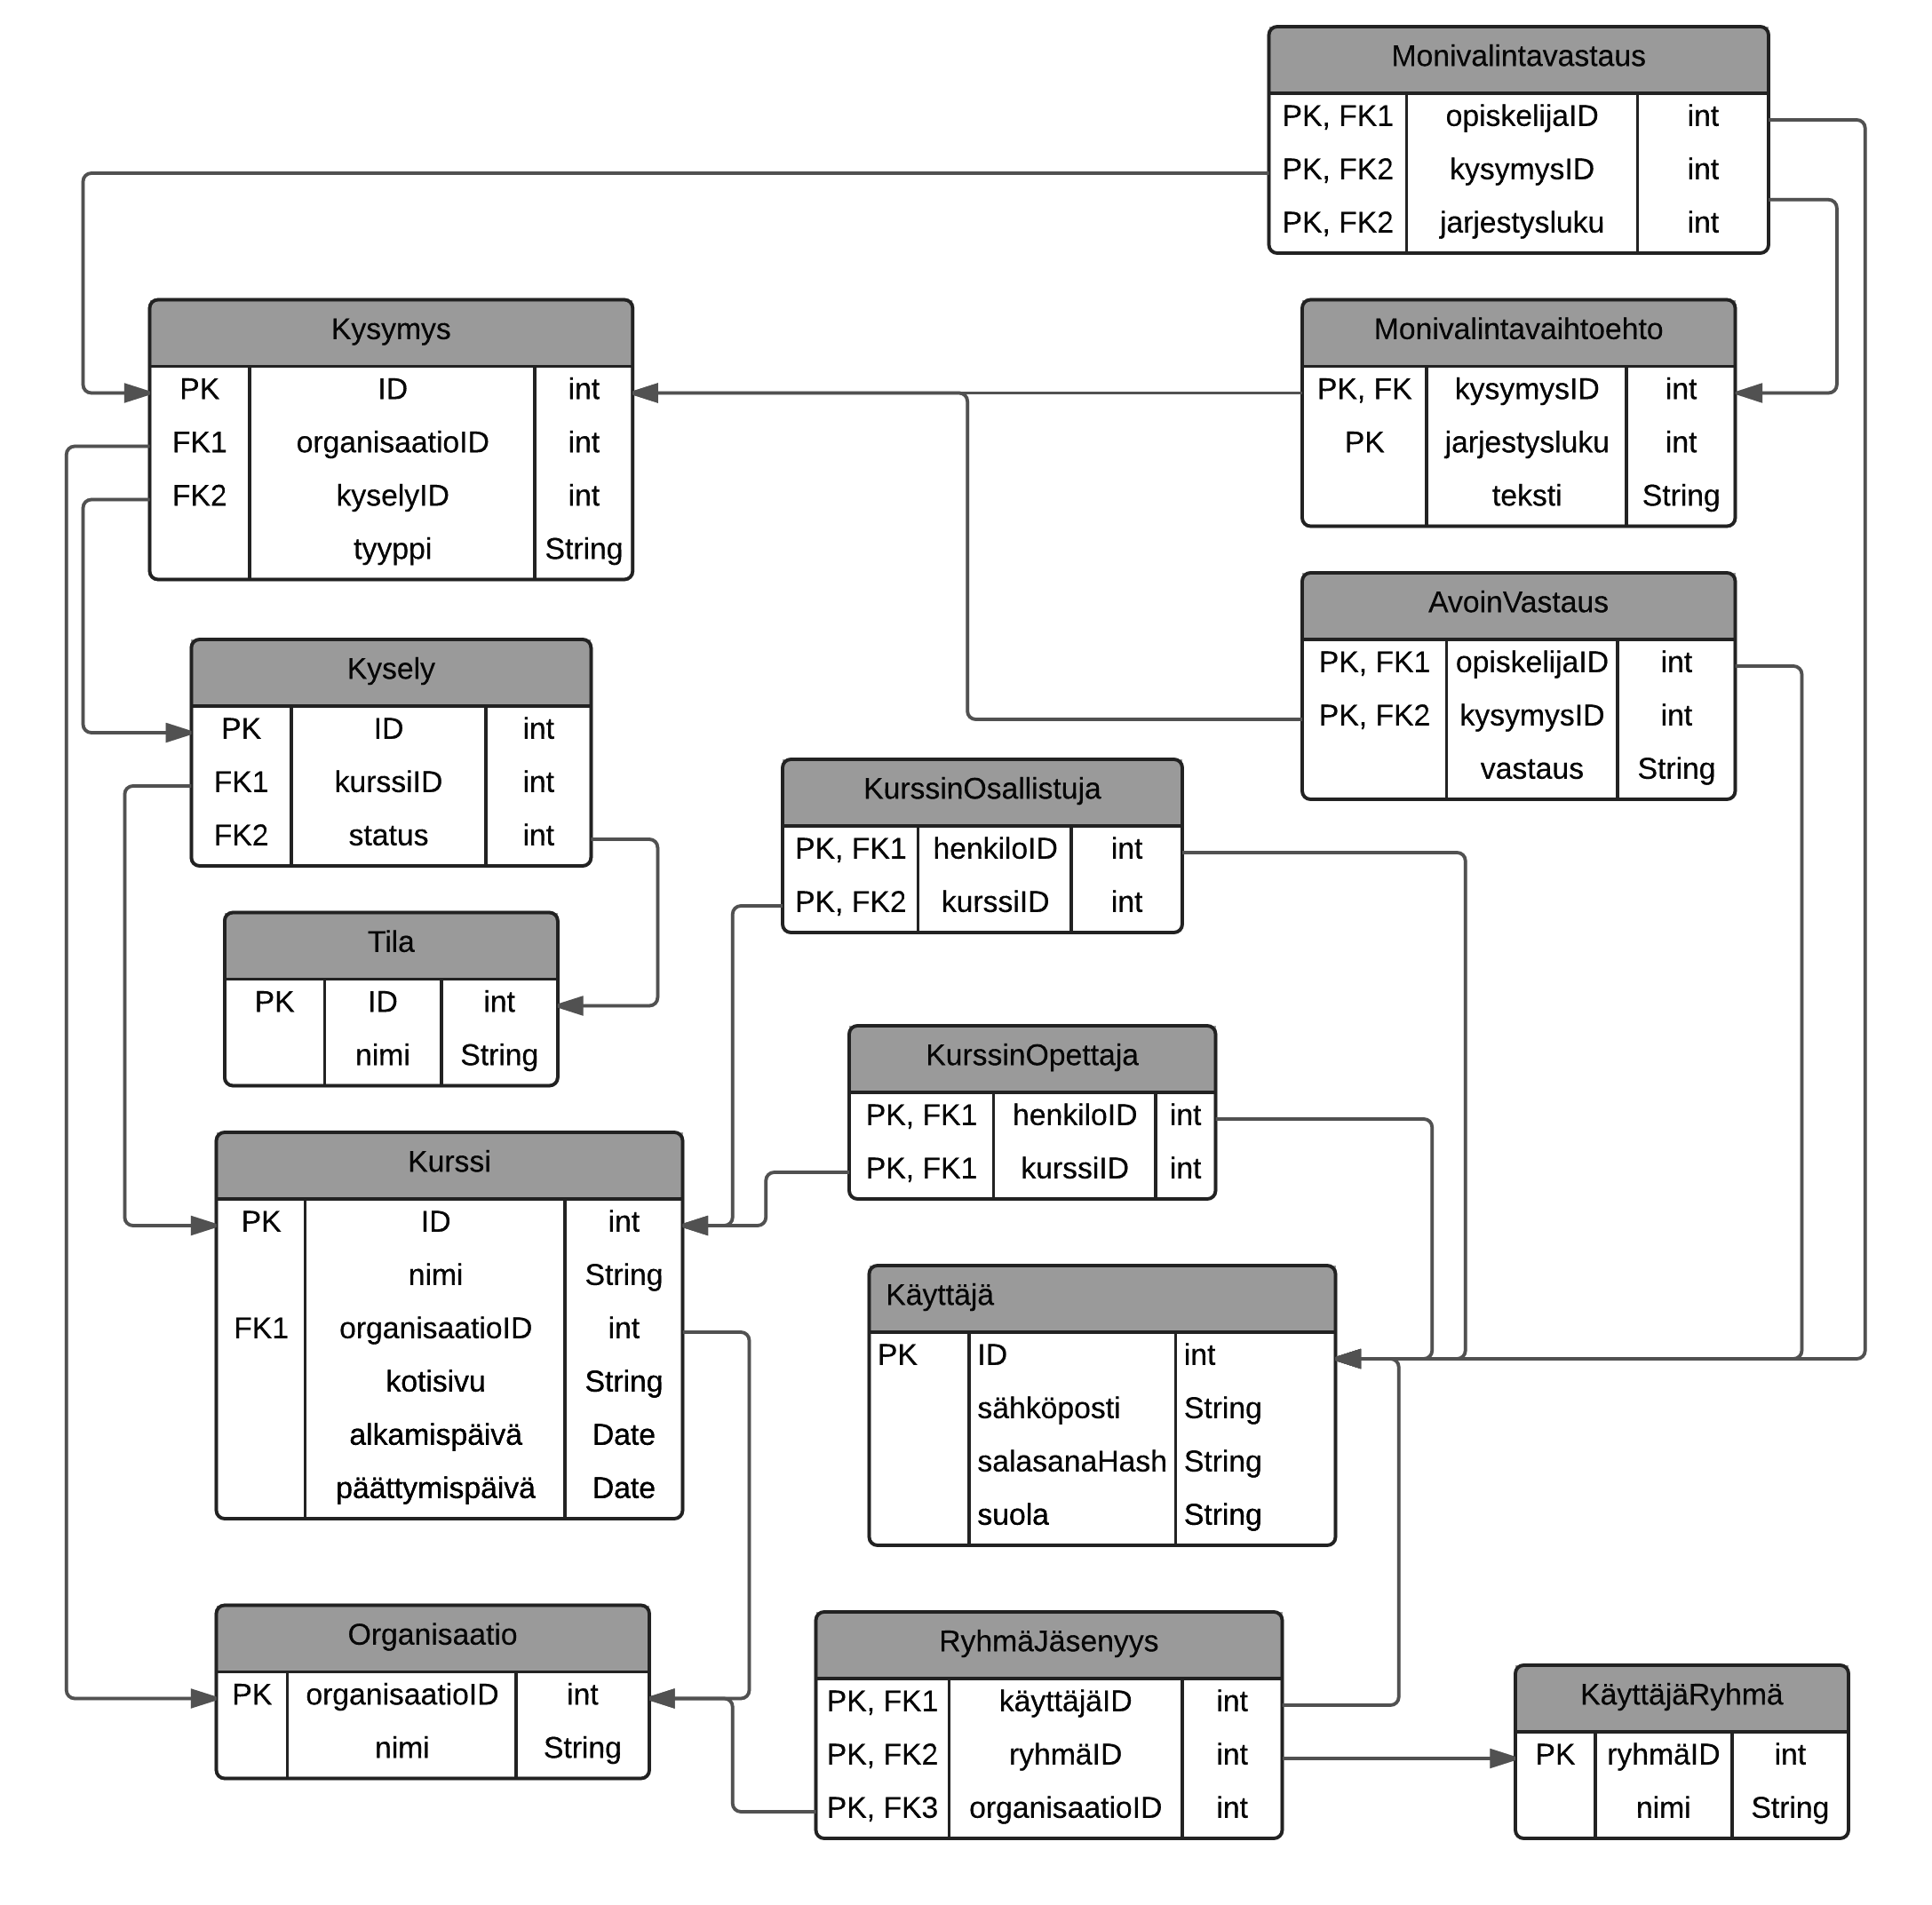 Monivalintavastaus
PK, FK1 opiskelijaID int
PK, FK2 kysymysID int
PK, FK2 jarjestysluku int
Kysymys
PK ID int
FK1 organisaatioID int
FK2 kyselyID int
tyyppi String
Monivalintavaihtoehto
PK, FK kysymysID int
PK jarjestysluku int
teksti String
AvoinVastaus
PK, FK1 opiskelijaID int
PK, FK2 kysymysID int
vastaus String
Kysely
PK ID int
FK1 kurssiID int
FK2 status int
KurssinOsallistuja
PK, FK1 henkiloID int
PK, FK2 kurssiID int
Tila
PK ID int
nimi String
KurssinOpettaja
PK, FK1 henkiloID int
PK, FK1 kurssiID int
Kurssi
PK ID int
nimi String
FK1 organisaatioID int
kotisivu String
alkamispäivä Date
päättymispäivä Date
Käyttäjä
PK ID int
sähköposti String
salasanaHash String
suola String
Organisaatio
PK organisaatioID int
nimi String
RyhmäJäsenyys
PK, FK1 käyttäjäID int
PK, FK2 ryhmäID int
PK, FK3 organisaatioID int
KäyttäjäRyhmä
PK ryhmäID int
nimi String